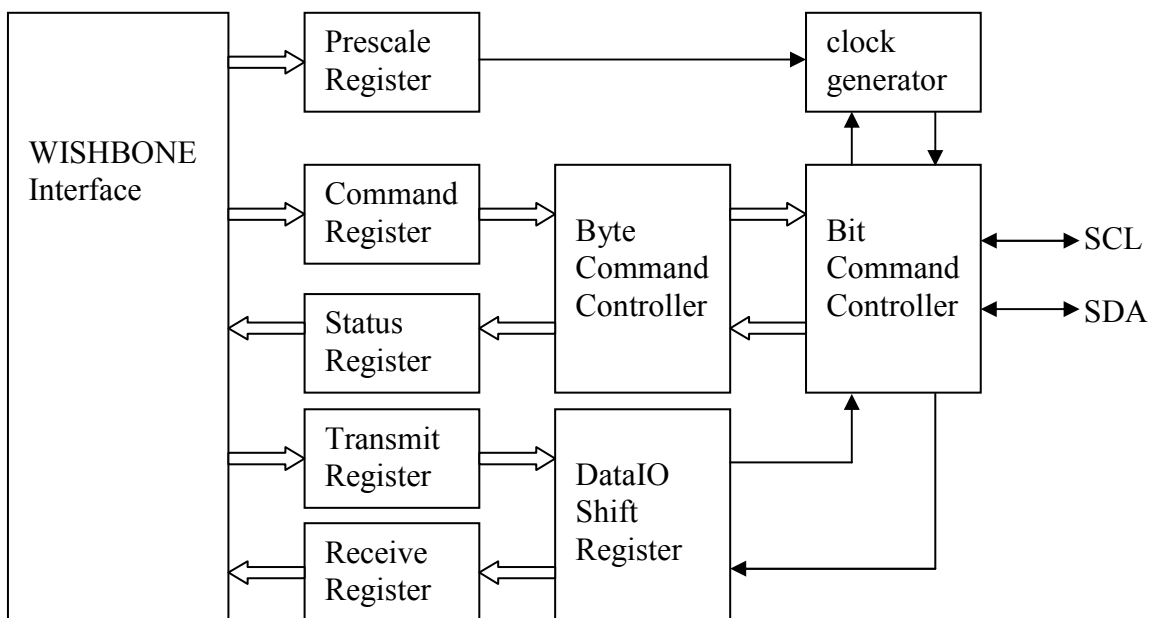 Prescale
Register
clock
generator
WISHBONE
Interface
Command
Register
Byte
Command
Controller
Bit
Command
Controller
SCL
SDA
Status
Register
Transmit
Register
DataIO
Shift
Register
Receive
Register